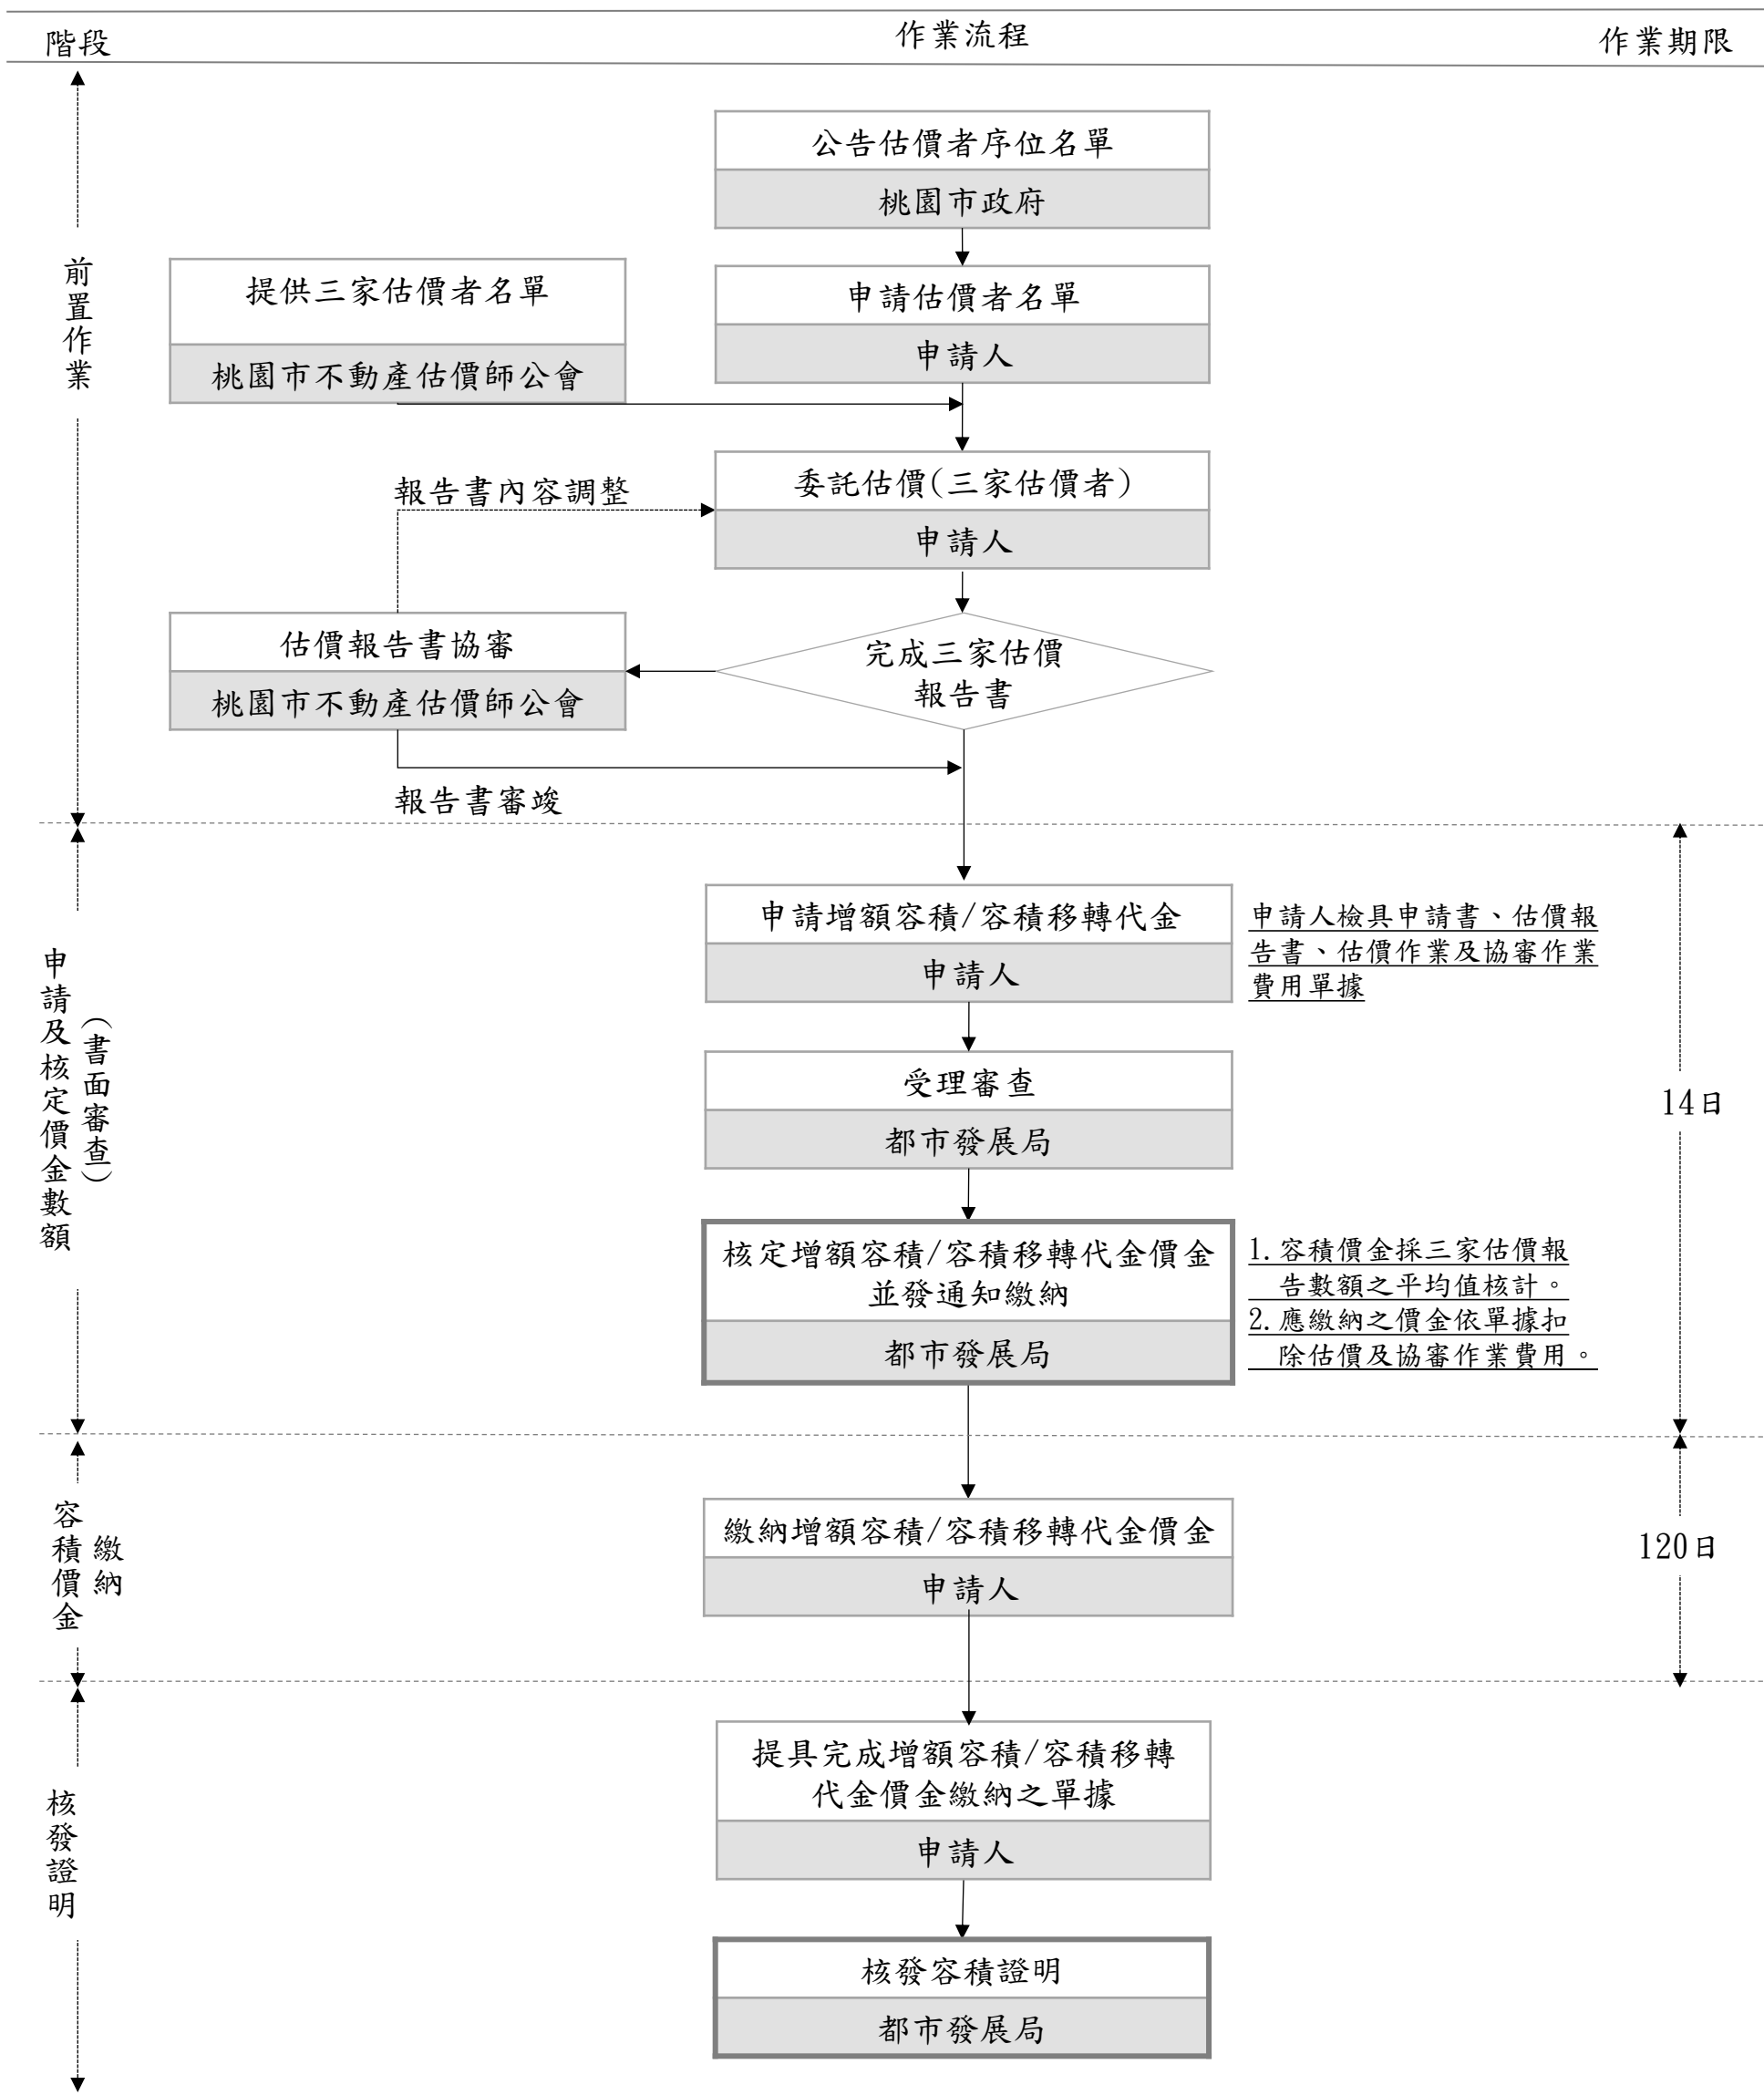 階段
作業流程
作業期限
公告估價者序位名單
桃園市政府
前置作業
提供三家估價者名單
桃園市不動產估價師公會
申請估價者名單
申請人
委託估價(三家估價者)
申請人
報告書內容調整
估價報告書協審
桃園市不動產估價師公會
完成三家估價
報告書
報告書審竣
申請及核定價金數額
(書面審查)
申請增額容積/容積移轉代金
申請人
申請人檢具申請書、估價報
告書、估價作業及協審作業
費用單據
受理審查
都市發展局
14日
核定增額容積/容積移轉代金價金
並發通知繳納
都市發展局
1.容積價金採三家估價報
告數額之平均值核計。
2.應繳納之價金依單據扣
除估價及協審作業費用。
繳納
容積價金
繳納增額容積/容積移轉代金價金
申請人
120日
核發證明
提具完成增額容積/容積移轉
代金價金繳納之單據
申請人
核發容積證明
都市發展局